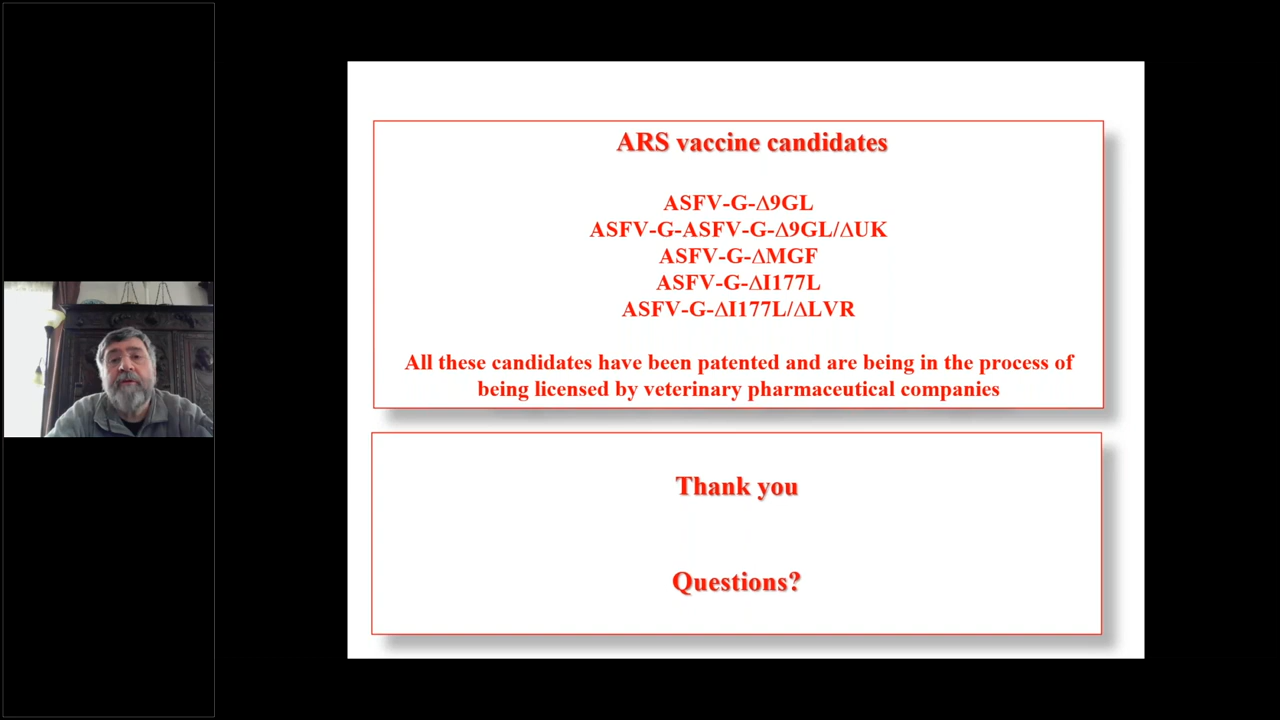 ARS vaccine candidates
ASFV-G-Δ9GL
ASFV-G-ASFV-G-Δ9GL/ΔUK
ASFV-G-ΔMGF
ASFV-G-ΔI177L
ASFV-G-ΔI177L/ΔLVR
All these candidates have been patented and are being in the process of
being licensed by veterinary pharmaceutical companies
Thank you
Questions?